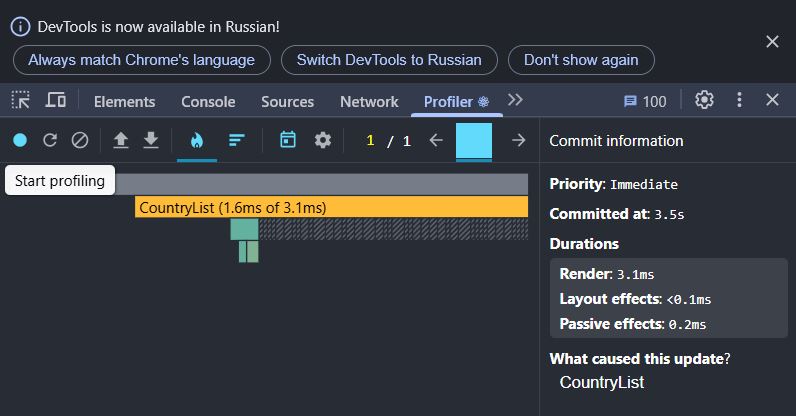 DevTools is now available in Russian!
Always match Chrome's language
Switch DevTools to Russian
Don't show again
Elements
Console
Sources
Network
Profiler
100
1 / 1
Start profiling
CountryList (1.6ms of 3.1ms)
Commit information
Priority: Immediate
Committed at: 3.5s
Durations
Render: 3.1ms
Layout effects: <0.1ms
Passive effects: 0.2ms
What caused this update?
CountryList